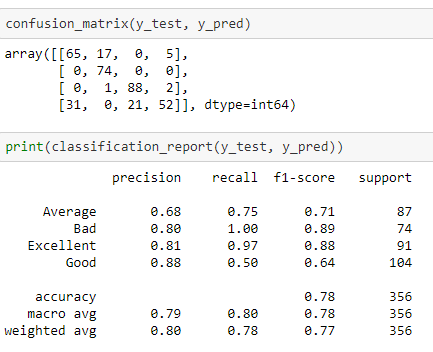 confusion_matrix(y_test, y_pred)
array([[65, 17,  0,  5],
       [ 0, 74,  0,  0],
       [ 0,  1, 88,  2],
       [31,  0, 21, 52]], dtype=int64)
print(classification_report(y_test, y_pred))
              precision    recall  f1-score   support
     Average       0.68      0.75      0.71        87
         Bad       0.80      1.00      0.89        74
   Excellent       0.81      0.97      0.88        91
        Good       0.88      0.50      0.64       104
    accuracy                           0.78       356
   macro avg       0.79      0.80      0.78       356
weighted avg       0.80      0.78      0.77       356